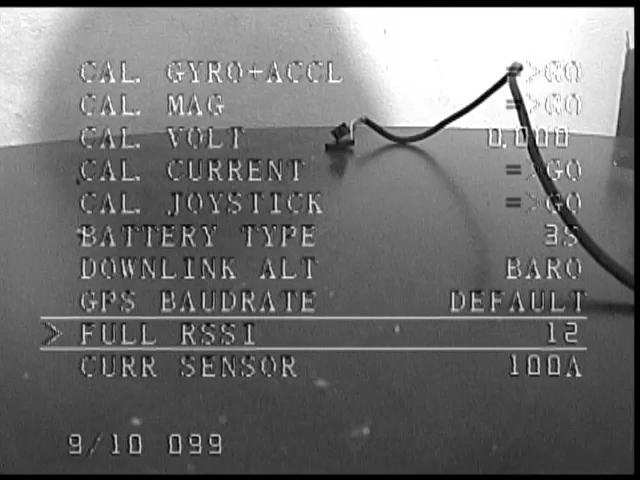 CAL. GYRO+ACCL =>GO
CAL. MAG =>GO
CAL. VOLT 0.000
CAL. CURRENT =>GO
CAL. JOYSTICK =>GO
BATTERY TYPE 3S
DOWNLINK ALT BARO
GPS BAUDRATE DEFAULT
> FULL RSSI 12
CURR SENSOR 100A
9/10 099